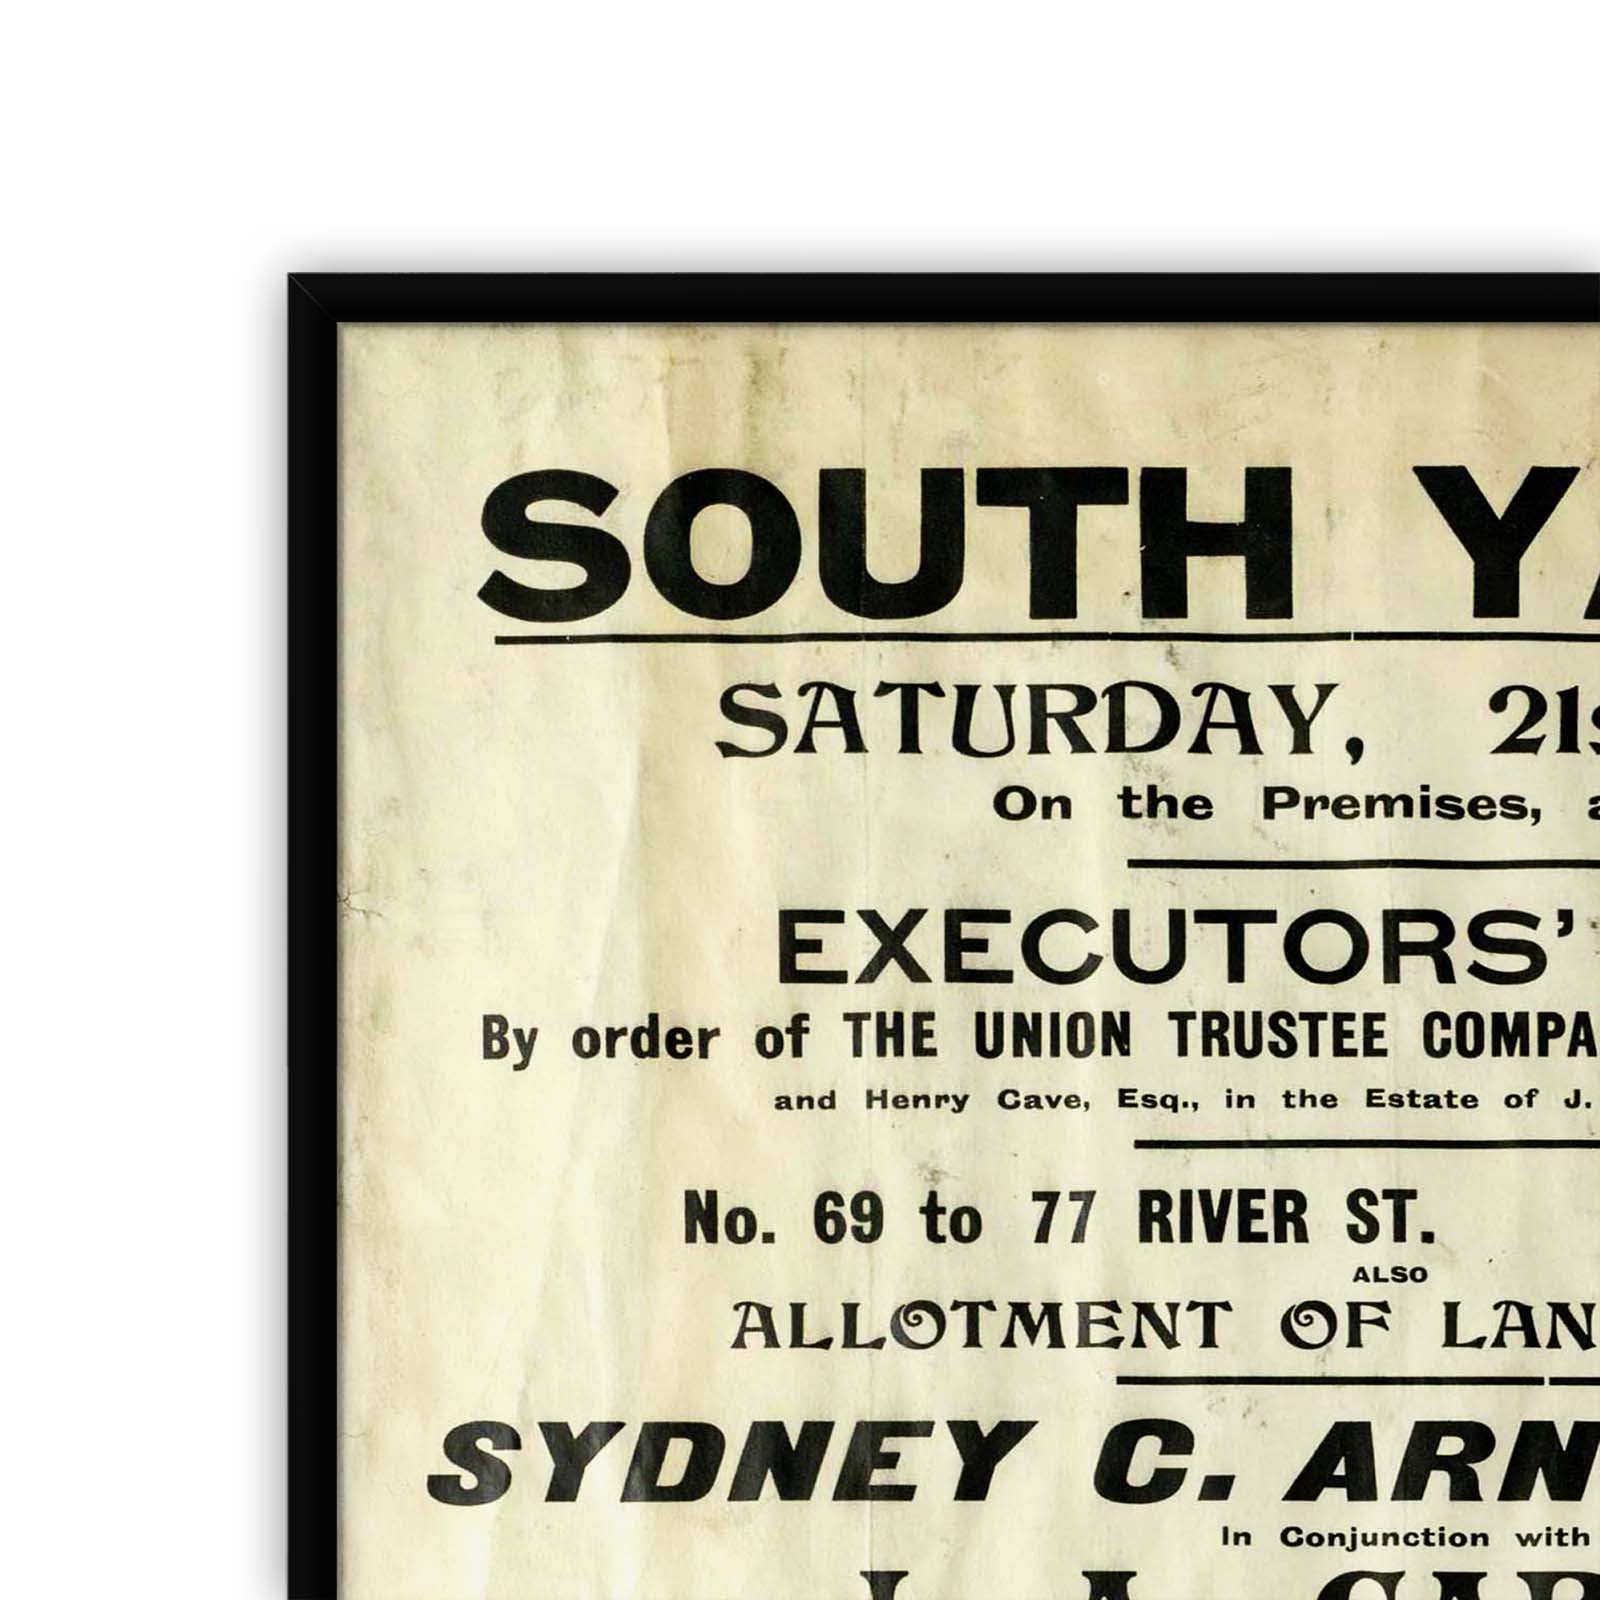 SOUTH YA
SATURDAY, 21s
On the Premises, a
EXECUTORS'
By order of THE UNION TRUSTEE COMPA
and Henry Cave, Esq., in the Estate of J.
No. 69 to 77 RIVER ST.
ALSO
ALLOTMENT OF LAN
SYDNEY C. ARN
In Conjunction with